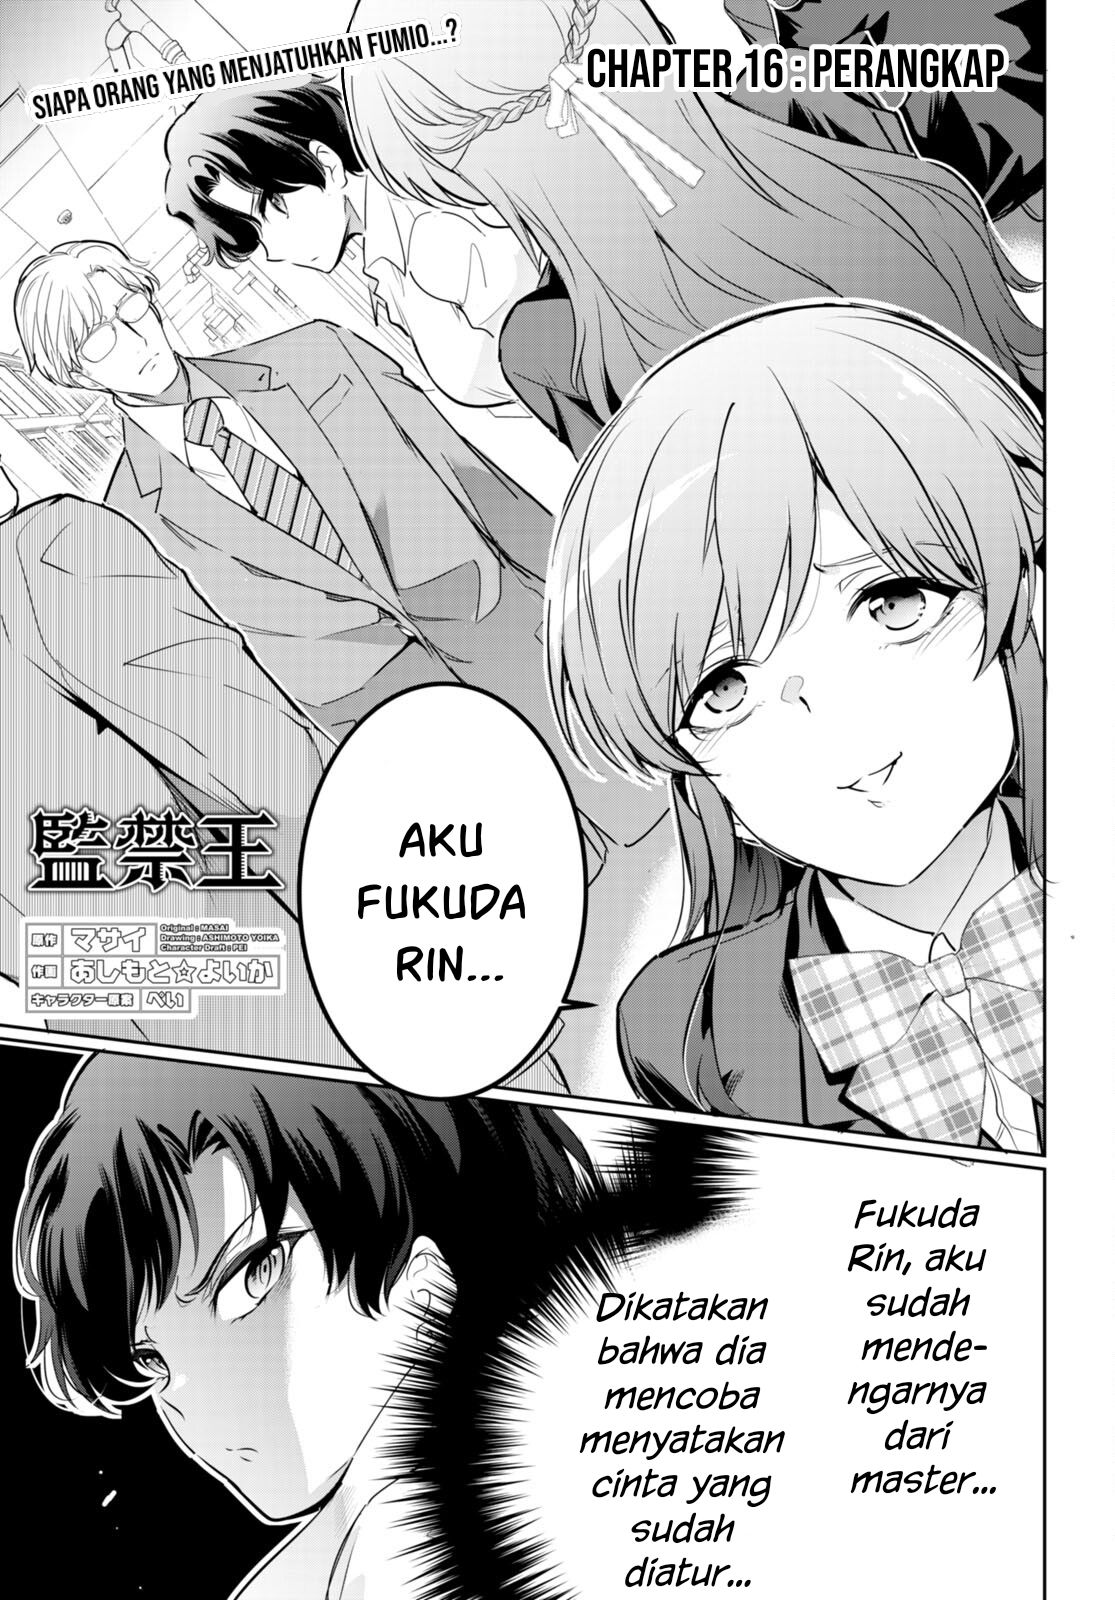 SIAPA ORANG YANG MENJATUHKAN FUMIO...?
CHAPTER 16 : PERANGKAP
AKU
FUKUDA
RIN...
監禁王
原作 マサイ
Original : MASAI
Drawing : ASHIMOTO YOIKA
Character Draft : PEI
作画 あしもと☆よいか
キャラクター原案 ぺい
Fukuda
Rin, aku
sudah
mende-
ngarnya
dari
master...
Dikatakan
bahwa dia
mencoba
menyatakan
cinta yang
sudah
diatur...